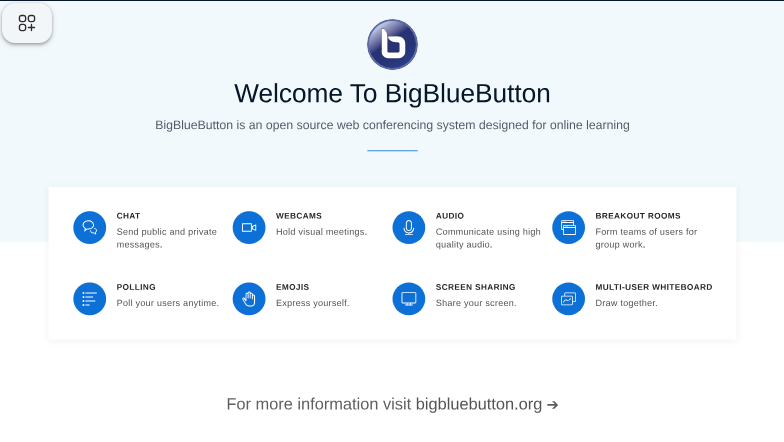 Welcome To BigBlueButton
BigBlueButton is an open source web conferencing system designed for online learning
CHAT
Send public and private
messages.
WEBCAMS
Hold visual meetings.
AUDIO
Communicate using high
quality audio.
BREAKOUT ROOMS
Form teams of users for
group work.
POLLING
Poll your users anytime.
EMOJIS
Express yourself.
SCREEN SHARING
Share your screen.
MULTI-USER WHITEBOARD
Draw together.
For more information visit bigbluebutton.org ➔